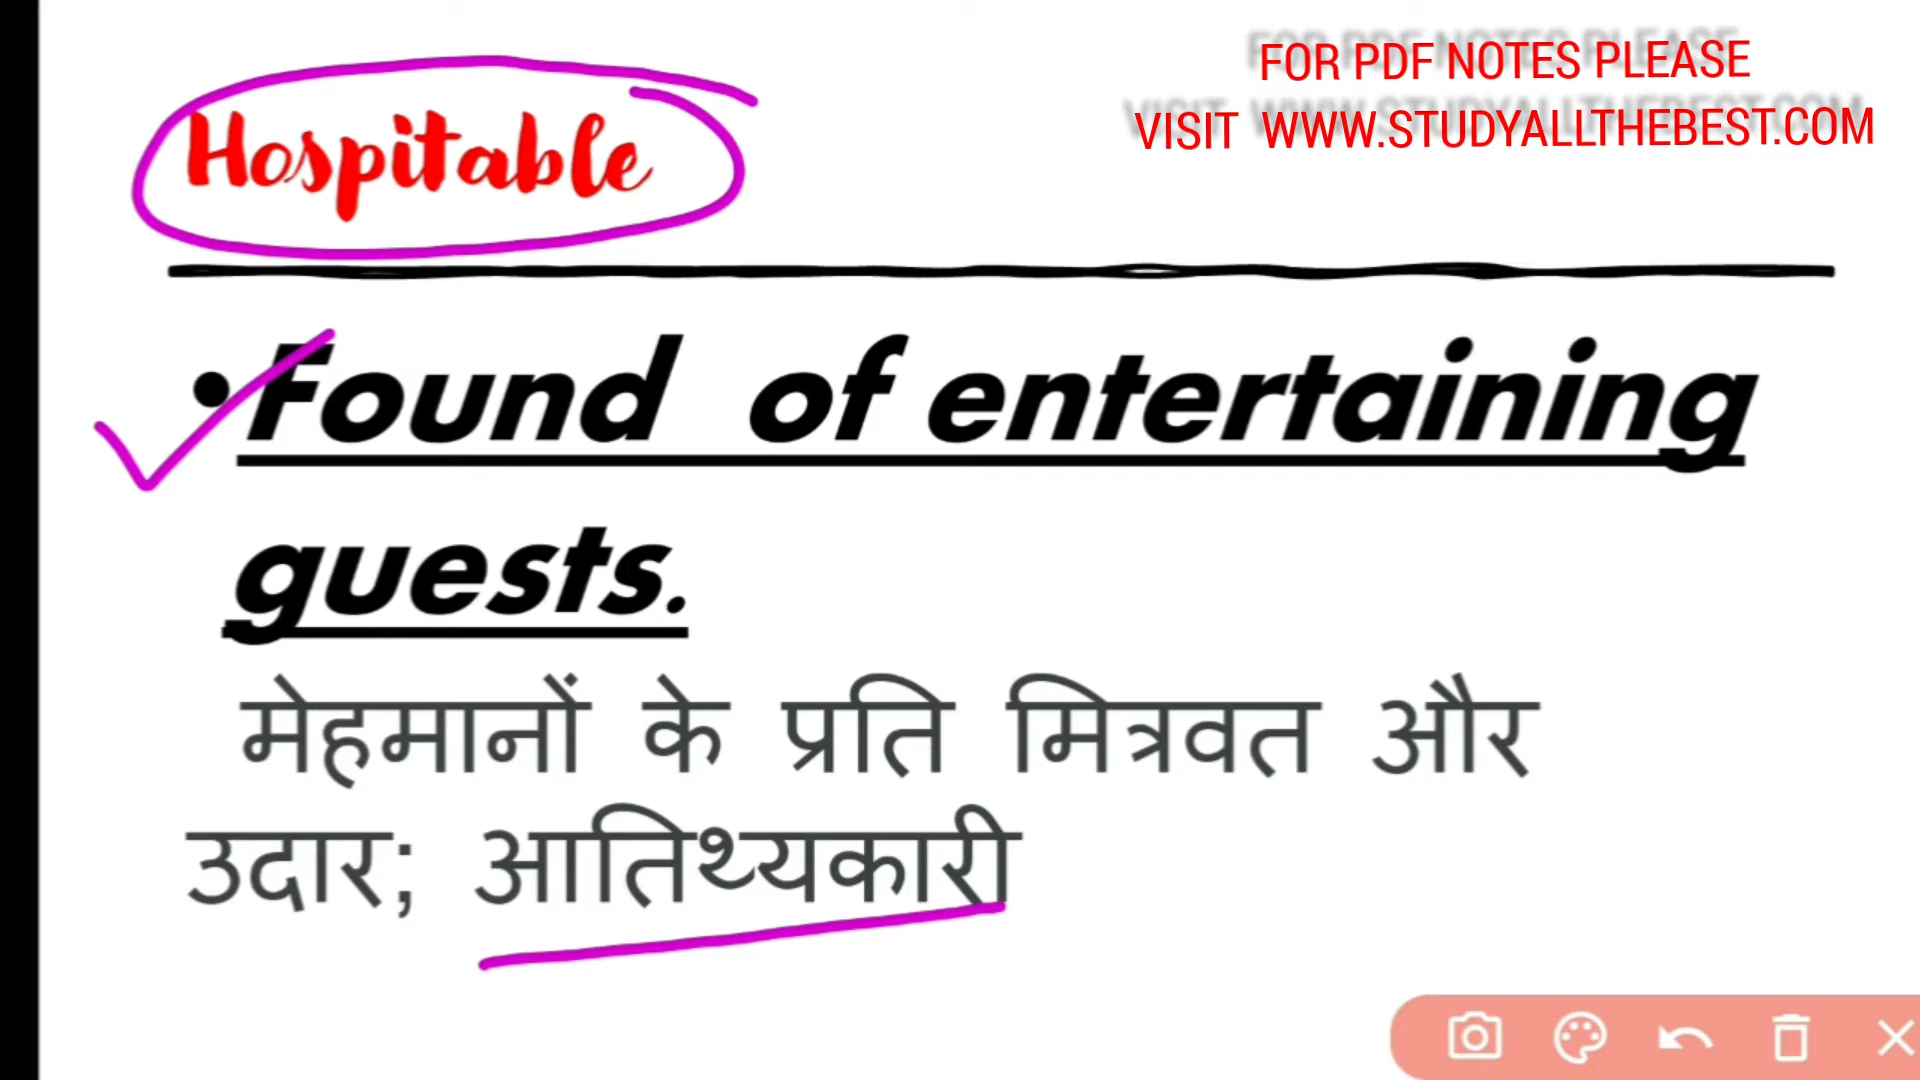 FOR PDF NOTES PLEASE
VISIT WWW.STUDYALLTHEBEST.COM
Hospitable
•Found of entertaining
guests.
मेहमानों के प्रति मित्रवत और
उदार; आतिथ्यकारी